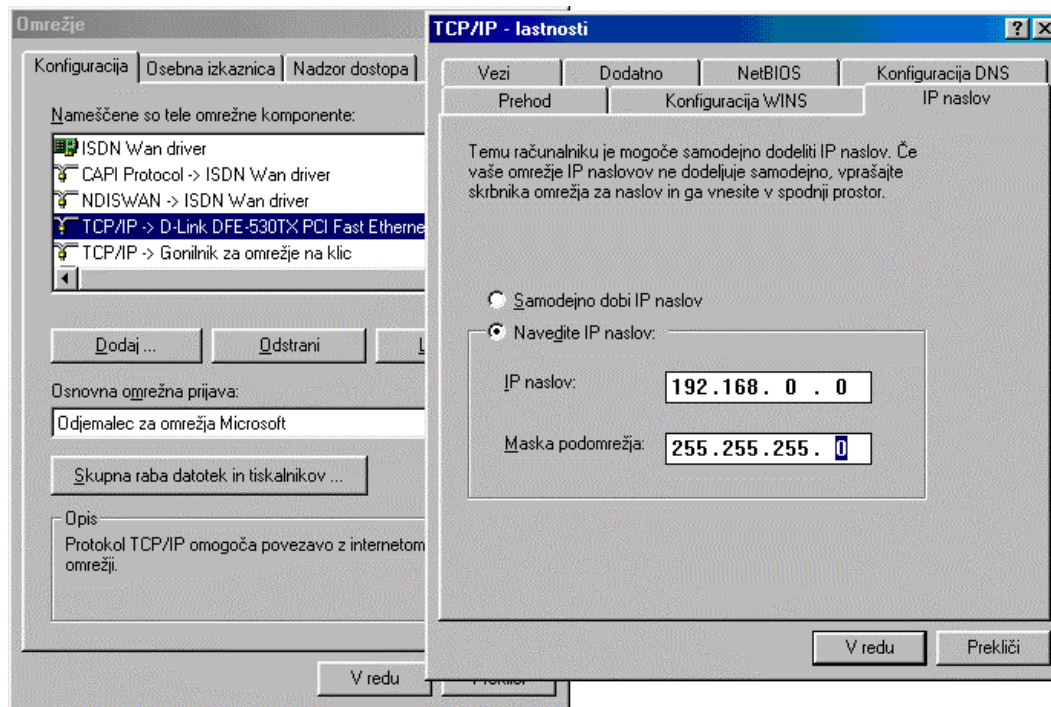 Omrežje
Konfiguracija
Osebna izkaznica
Nadzor dostopa
Nameščene so tele omrežne komponente:
ISDN Wan driver
CAPI Protocol -> ISDN Wan driver
NDISWAN -> ISDN Wan driver
TCP/IP -> D-Link DFE-530TX PCI Fast Etherne
TCP/IP -> Gonilnik za omrežje na klic
Dodaj ...
Odstrani
L
Osnovna omrežna prijava:
Odjemalec za omrežja Microsoft
Skupna raba datotek in tiskalnikov ...
Opis
Protokol TCP/IP omogoča povezavo z internetom
omrežji.
V redu
TCP/IP - lastnosti
Vezi
Dodatno
NetBIOS
Konfiguracija DNS
Prehod
Konfiguracija WINS
IP naslov
Temu računalniku je mogoče samodejno dodeliti IP naslov. Če
vaše omrežje IP naslovov ne dodeljuje samodejno, vprašajte
skrbnika omrežja za naslov in ga vnesite v spodnji prostor.
Samodejno dobi IP naslov
Navedite IP naslov:
IP naslov:
192.168. 0 . 0
Maska podomrežja:
255.255.255. 0
V redu
Prekliči